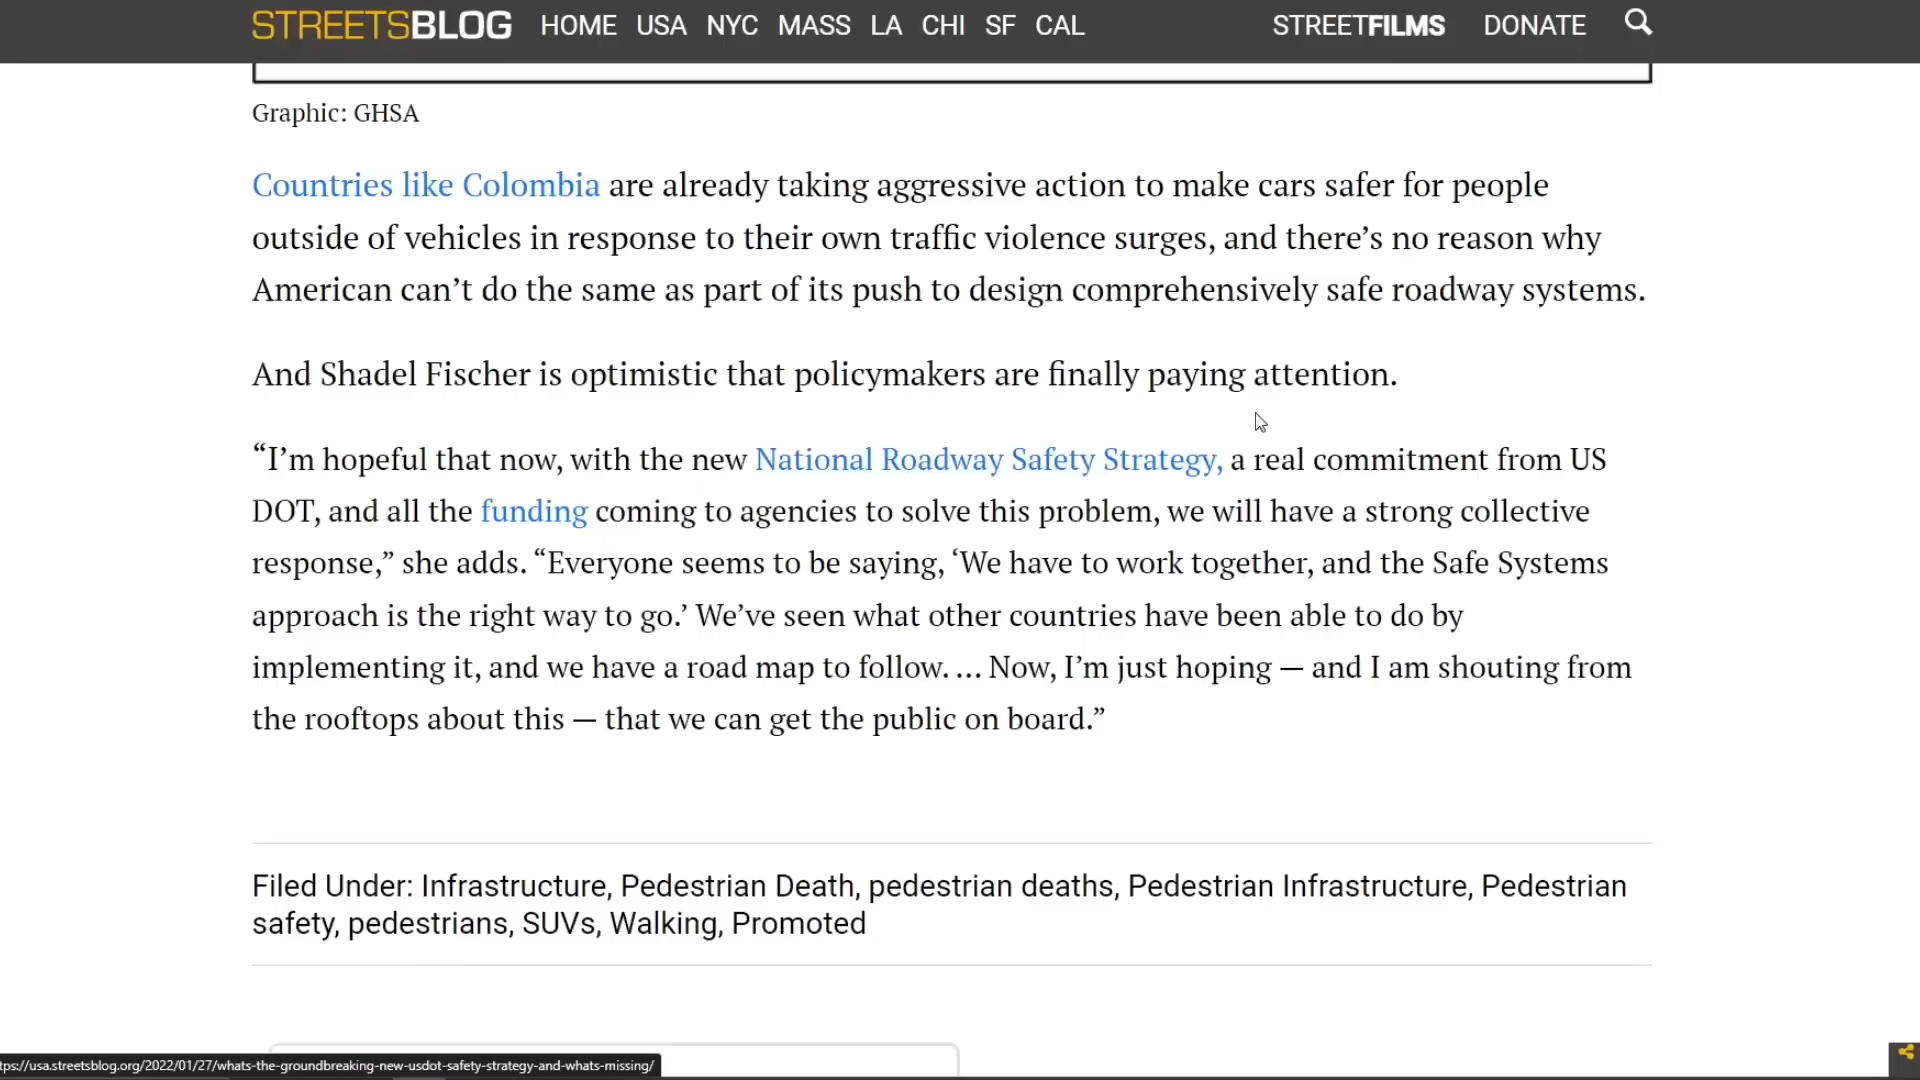 STREETSBLOG HOME USA NYC MASS LA CHI SF CAL STREETFILMS DONATE
Graphic: GHSA
Countries like Colombia are already taking aggressive action to make cars safer for people
outside of vehicles in response to their own traffic violence surges, and there’s no reason why
American can’t do the same as part of its push to design comprehensively safe roadway systems.
And Shadel Fischer is optimistic that policymakers are finally paying attention.
“I’m hopeful that now, with the new National Roadway Safety Strategy, a real commitment from US
DOT, and all the funding coming to agencies to solve this problem, we will have a strong collective
response,” she adds. “Everyone seems to be saying, ‘We have to work together, and the Safe Systems
approach is the right way to go.’ We’ve seen what other countries have been able to do by
implementing it, and we have a road map to follow. … Now, I’m just hoping — and I am shouting from
the rooftops about this — that we can get the public on board.”
Filed Under: Infrastructure, Pedestrian Death, pedestrian deaths, Pedestrian Infrastructure, Pedestrian
safety, pedestrians, SUVs, Walking, Promoted
tps://usa.streetsblog.org/2022/01/27/whats-the-groundbreaking-new-usdot-safety-strategy-and-whats-missing/